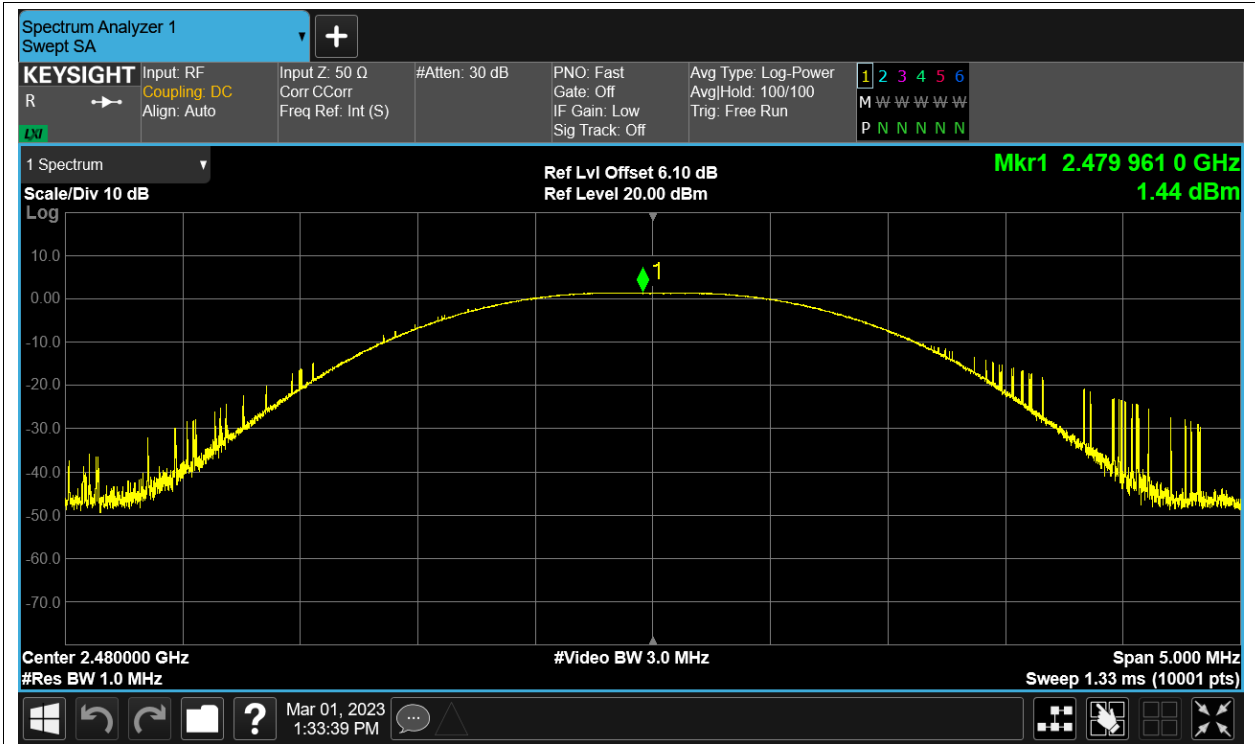 Spectrum Analyzer 1
Swept SA
KEYSIGHT
R
LXI
Input: RF
Coupling: DC
Align: Auto
Input Z: 50 Ω
Corr CCorr
Freq Ref: Int (S)
#Atten: 30 dB
PNO: Fast
Gate: Off
IF Gain: Low
Sig Track: Off
Avg Type: Log-Power
Avg|Hold: 100/100
Trig: Free Run
1 2 3 4 5 6
M W W W W W W
P N N N N N N
1 Spectrum
Scale/Div 10 dB
Log
Ref Lvl Offset 6.10 dB
Ref Level 20.00 dBm
Mkr1 2.479 961 0 GHz
1.44 dBm
1
10.0
0.00
-10.0
-20.0
-30.0
-40.0
-50.0
-60.0
-70.0
Center 2.480000 GHz
#Res BW 1.0 MHz
#Video BW 3.0 MHz
Span 5.000 MHz
Sweep 1.33 ms (10001 pts)
?
Mar 01, 2023
1:33:39 PM